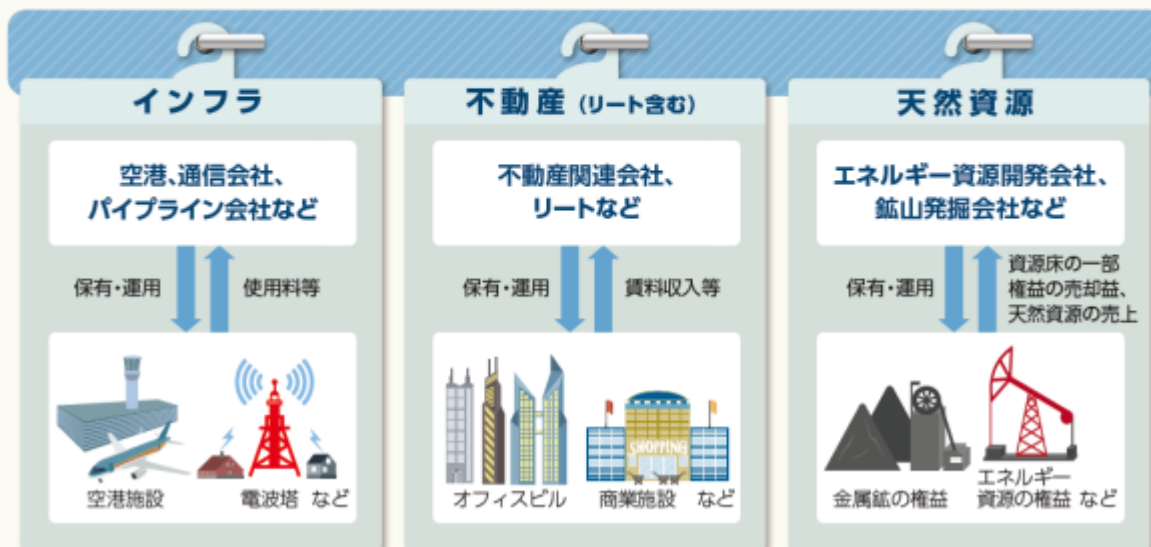 インフラ
空港、通信会社、
パイプライン会社など
保有・運用
使用料等
空港施設
電波塔 など
不動産（リート含む）
不動産関連会社、
リートなど
保有・運用
賃料収入等
SHOPPING
オフィスビル
商業施設 など
天然資源
エネルギー資源開発会社、
鉱山発掘会社など
保有・運用
資源床の一部
権益の売却益、
天然資源の売上
金属鉱の権益
エネルギー
資源の権益 など